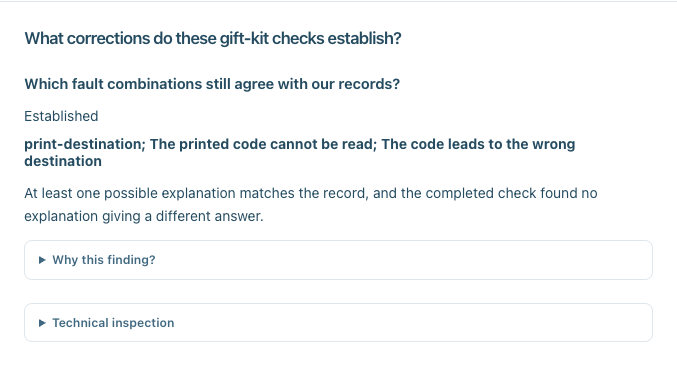 What corrections do these gift-kit checks establish?
Which fault combinations still agree with our records?
Established
print-destination; The printed code cannot be read; The code leads to the wrong
destination
At least one possible explanation matches the record, and the completed check found no
explanation giving a different answer.
Why this finding?
Technical inspection